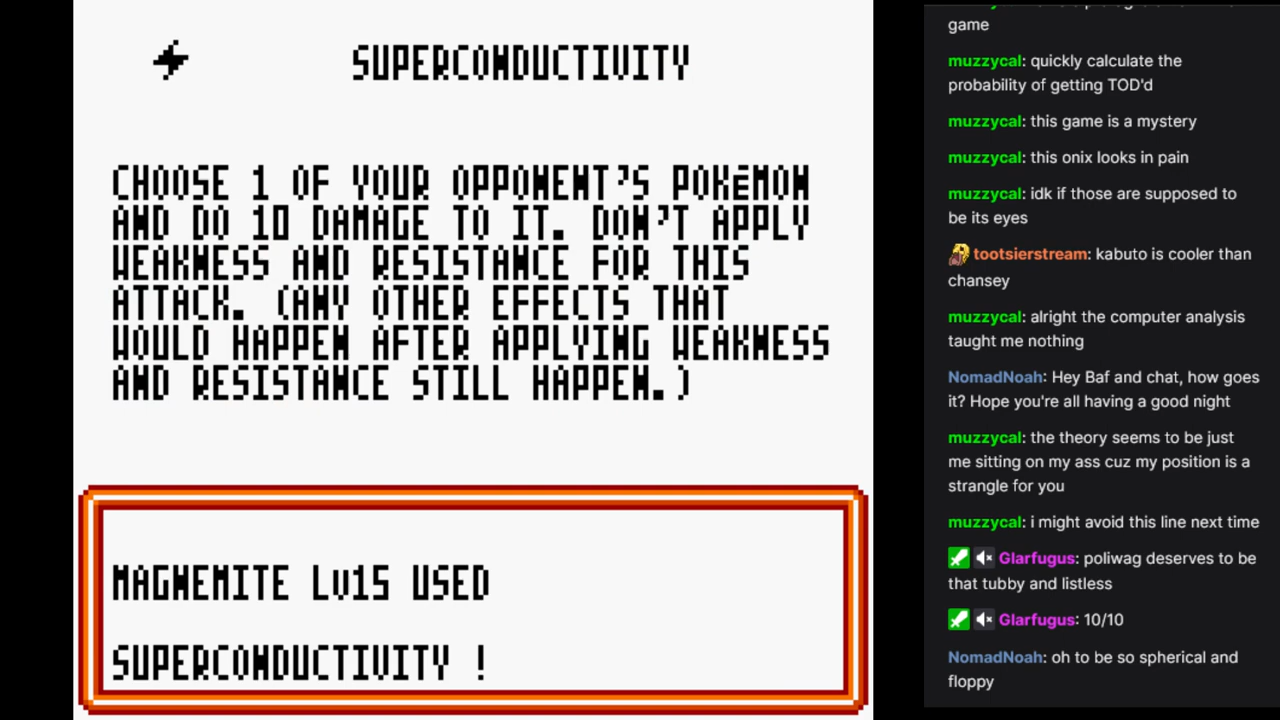 SUPERCONDUCTIVITY
CHOOSE 1 OF YOUR OPPONENT'S POKéMON
AND DO 10 DAMAGE TO IT. DON'T APPLY
WEAKNESS AND RESISTANCE FOR THIS
ATTACK. (ANY OTHER EFFECTS THAT
WOULD HAPPEN AFTER APPLYING WEAKNESS
AND RESISTANCE STILL HAPPEN.)
MAGNEMITE Lv15 USED
SUPERCONDUCTIVITY !
game
muzzycal: quickly calculate the
probability of getting TOD'd
muzzycal: this game is a mystery
muzzycal: this onix looks in pain
muzzycal: idk if those are supposed to
be its eyes
tootsierstream: kabuto is cooler than
chansey
muzzycal: alright the computer analysis
taught me nothing
NomadNoah: Hey Baf and chat, how goes
it? Hope you're all having a good night
muzzycal: the theory seems to be just
me sitting on my ass cuz my position is a
strangle for you
muzzycal: i might avoid this line next time
Glarfugus: poliwag deserves to be
that tubby and listless
Glarfugus: 10/10
NomadNoah: oh to be so spherical and
floppy